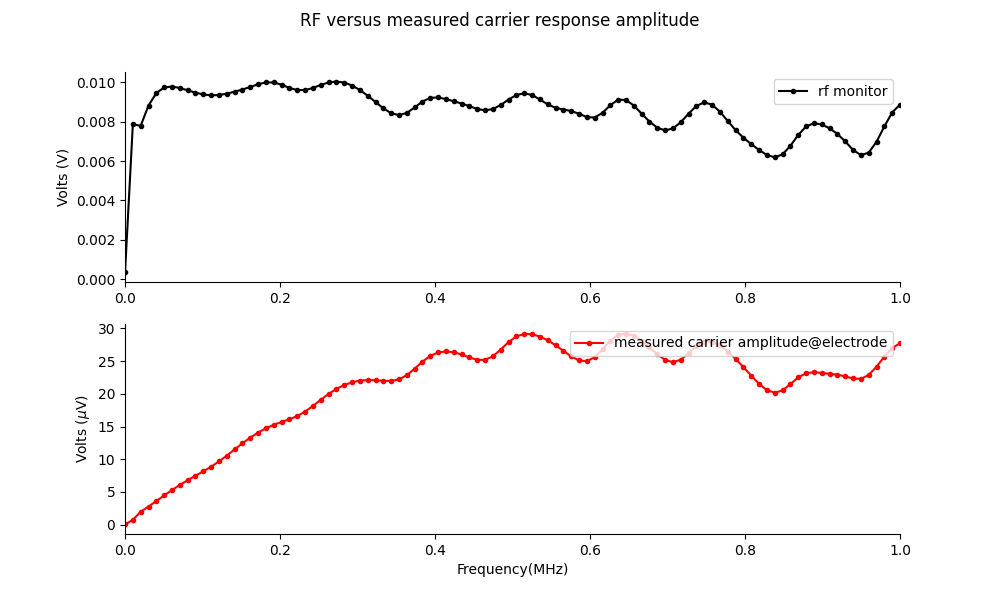 RF versus measured carrier response amplitude
rf monitor
Volts (V)
0.010
0.008
0.006
0.004
0.002
0.000
0.0 0.2 0.4 0.6 0.8 1.0
measured carrier amplitude@electrode
Volts (μV)
30
25
20
15
10
5
0
0.0 0.2 0.4 0.6 0.8 1.0
Frequency(MHz)